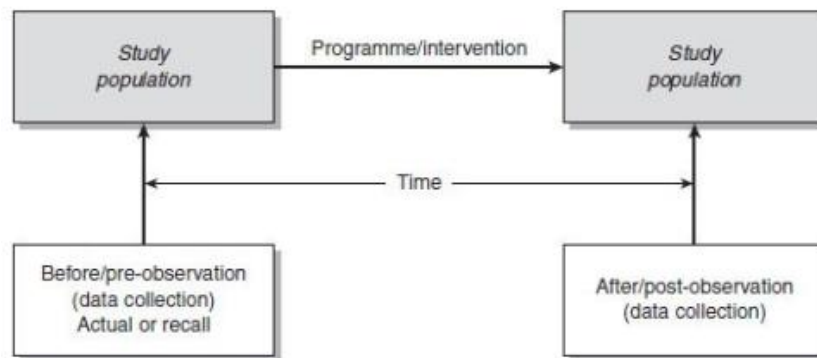 Study
population
Programme/intervention
Study
population
Time
Before/pre-observation
(data collection)
Actual or recall
After/post-observation
(data collection)